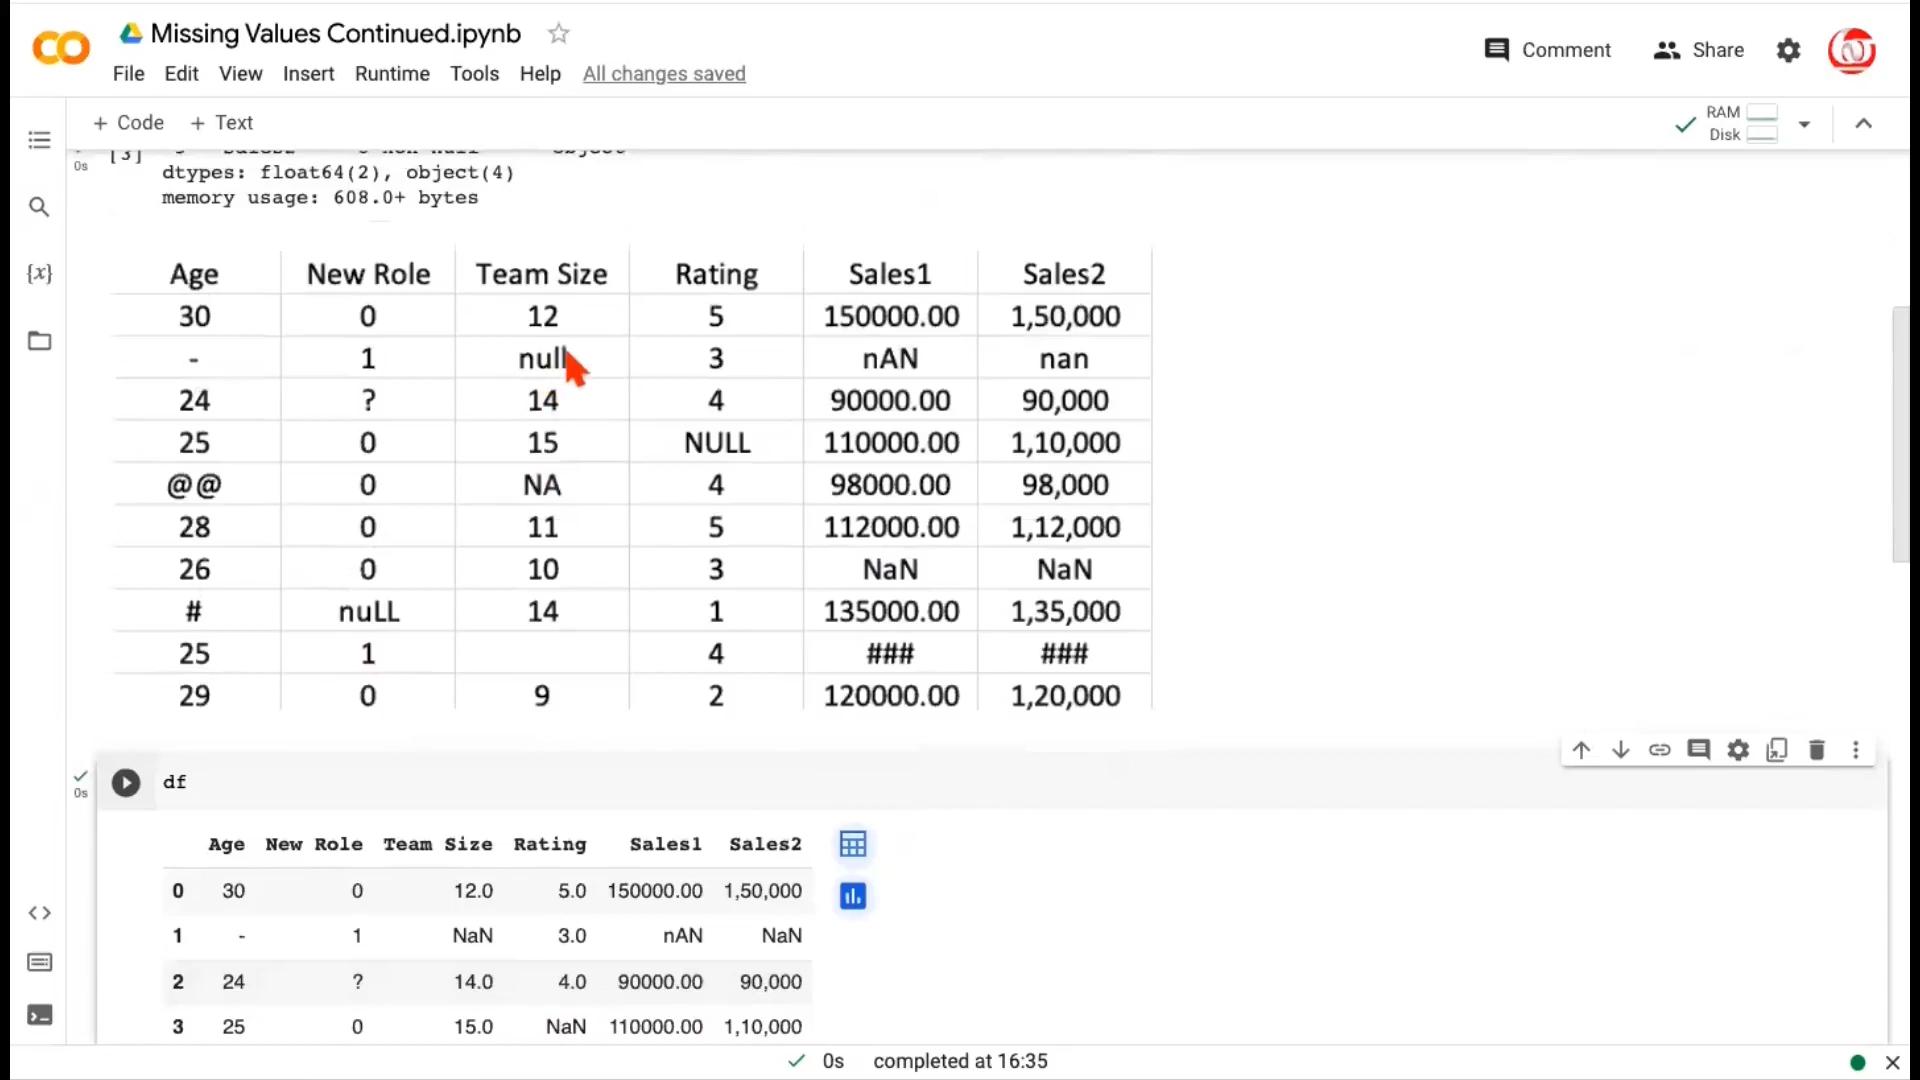 Missing Values Continued.ipynb
Comment
Share
File Edit View Insert Runtime Tools Help All changes saved
+ Code + Text
RAM
Disk
0s
[3]
dtypes: float64(2), object(4)
memory usage: 608.0+ bytes
{x}
Age New Role Team Size Rating Sales1 Sales2
30 0 12 5 150000.00 1,50,000
- 1 null 3 nAN nan
24 ? 14 4 90000.00 90,000
25 0 15 NULL 110000.00 1,10,000
@@ 0 NA 4 98000.00 98,000
28 0 11 5 112000.00 1,12,000
26 0 10 3 NaN NaN
# nuLL 14 1 135000.00 1,35,000
25 1 4 ### ###
29 0 9 2 120000.00 1,20,000
0s
df
Age New Role Team Size Rating Sales1 Sales2
0 30 0 12.0 5.0 150000.00 1,50,000
1 - 1 NaN 3.0 nAN NaN
2 24 ? 14.0 4.0 90000.00 90,000
3 25 0 15.0 NaN 110000.00 1,10,000
0s completed at 16:35